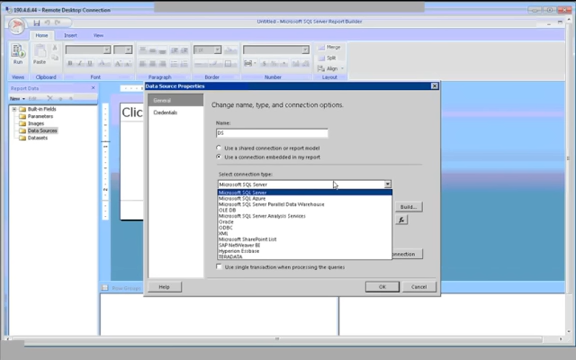 190.4.6.44 - Remote Desktop Connection
Untitled - Microsoft SQL Server Report Builder
Home
Insert
View
Run
Paste
Merge
Split
Align
Views
Clipboard
Font
Paragraph
Border
Number
Layout
Report Data
New
Built-in Fields
Parameters
Images
Data Sources
Datasets
Clic
Data Source Properties
General
Credentials
Change name, type, and connection options.
Name:
Use a shared connection or report model
Use a connection embedded in my report
Select connection type:
Microsoft SQL Server
Microsoft SQL Server
Microsoft SQL Azure
Microsoft SQL Server Parallel Data Warehouse
OLE DB
Microsoft SQL Server Analysis Services
Oracle
ODBC
XML
Microsoft SharePoint List
SAP NetWeaver BI
Hyperion Essbase
TERADATA
Build...
fx
onnection
Use single transaction when processing the queries
Help
OK
Cancel